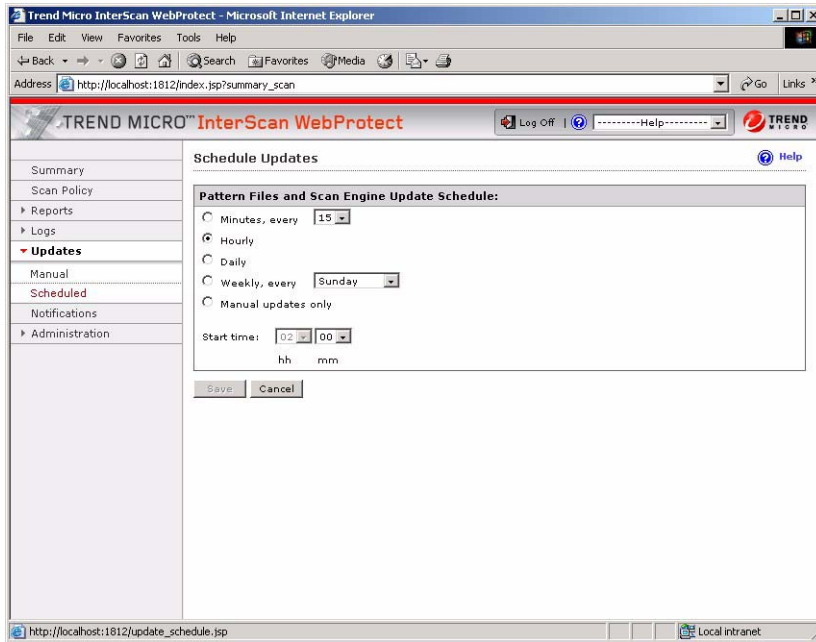 Trend Micro InterScan WebProtect - Microsoft Internet Explorer
File Edit View Favorites Tools Help
Back Search Favorites Media
Address http://localhost:1812/index.jsp?summary_scan Go Links »
TREND MICRO™ InterScan WebProtect Log Off | ? ---------Help--------- TREND MICRO
Summary
Scan Policy
Reports
Logs
Updates
Manual
Scheduled
Notifications
Administration
Schedule Updates ? Help
Pattern Files and Scan Engine Update Schedule:
Minutes, every 15
Hourly
Daily
Weekly, every Sunday
Manual updates only
Start time: 02 00
hh mm
Save Cancel
http://localhost:1812/update_schedule.jsp Local intranet